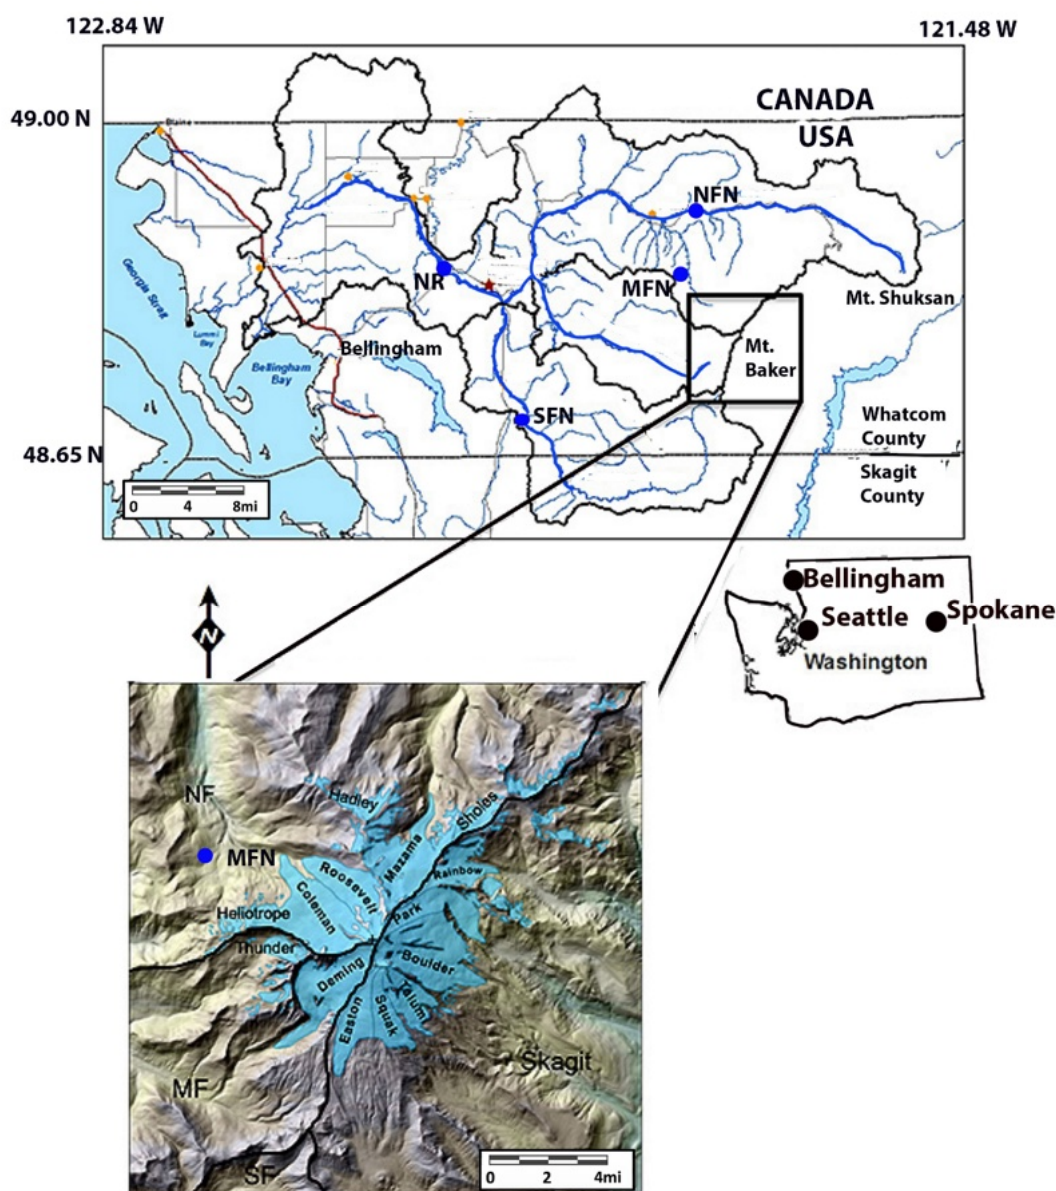 122.84 W
121.48 W
49.00 N
CANADA
USA
Blaine
NFN
NR
MFN
Mt. Shuksan
Georgia Strait
Lummi
Bay
Bellingham
Bay
Bellingham
Mt.
Baker
SFN
Whatcom
County
48.65 N
Skagit
County
0 4 8mi
N
Bellingham
Seattle
Spokane
Washington
NF
Hadley
Sholes
MFN
Mazama
Rainbow
Roosevelt
Coleman
Park
Heliotrope
Thunder
Boulder
Deming
Talum
Squak
Easton
Skagit
MF
SF
0 2 4mi